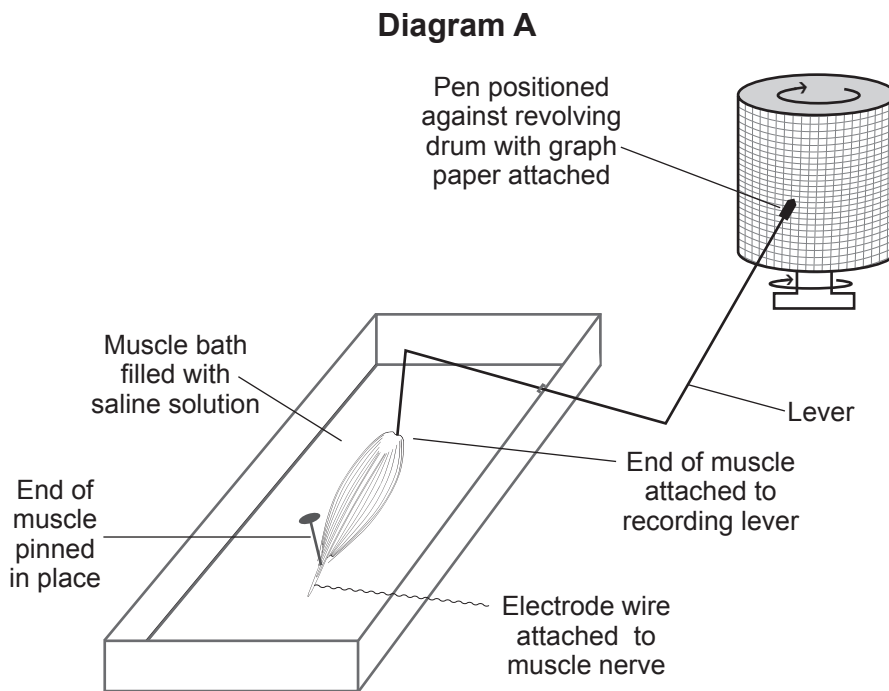 Diagram A
Pen positioned
against revolving
drum with graph
paper attached
Muscle bath
filled with
saline solution
Lever
End of muscle
attached to
recording lever
End of
muscle
pinned
in place
Electrode wire
attached to
muscle nerve